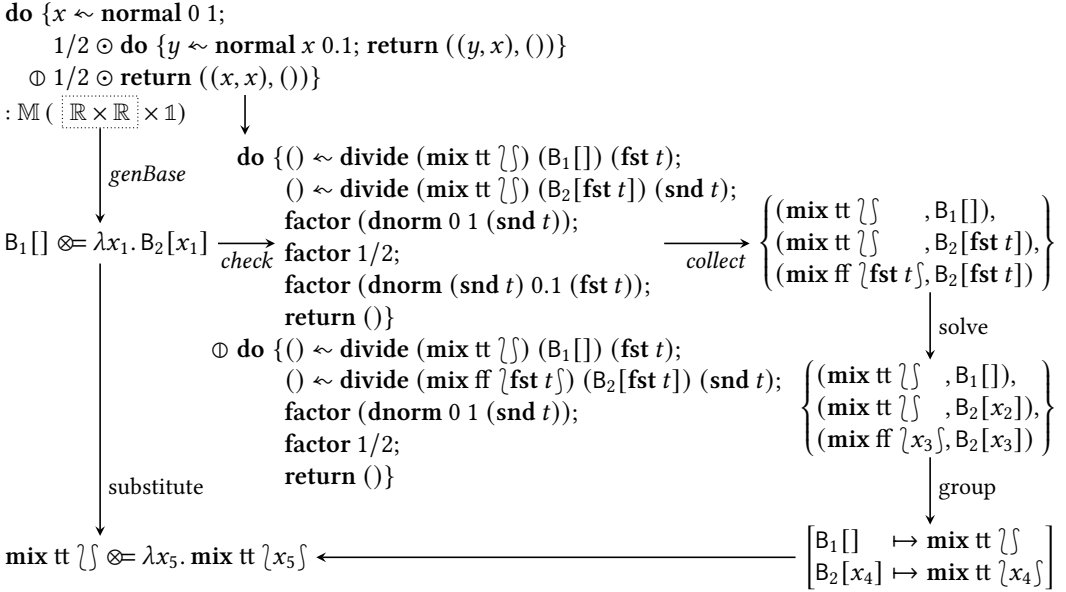 do {x ⇜ normal 0 1;
1/2 ⊙ do {y ⇜ normal x 0.1; return ((y, x), ())}
⦶ 1/2 ⊙ return ((x, x), ())}
: 𝕄 ( ℝ × ℝ × 𝟙)
genBase
do {() ⇜ divide (mix tt ⟅⟆) (B₁[]) (fst t);
() ⇜ divide (mix tt ⟅⟆) (B₂[fst t]) (snd t);
factor (dnorm 0 1 (snd t));
factor 1/2;
factor (dnorm (snd t) 0.1 (fst t));
return ()}
⦶ do {() ⇜ divide (mix tt ⟅⟆) (B₁[]) (fst t);
() ⇜ divide (mix ff ⟅fst t⟆) (B₂[fst t]) (snd t);
factor (dnorm 0 1 (snd t));
factor 1/2;
return ()}
B₁[] ⊗= λx₁. B₂[x₁]
check
collect
{(mix tt ⟅⟆ , B₁[]),
(mix tt ⟅⟆ , B₂[fst t]),
(mix ff ⟅fst t⟆, B₂[fst t])}
solve
{(mix tt ⟅⟆ , B₁[]),
(mix tt ⟅⟆ , B₂[x₂]),
(mix ff ⟅x₃⟆, B₂[x₃])}
substitute
group
[B₁[] ↦ mix tt ⟅⟆
B₂[x₄] ↦ mix tt ⟅x₄⟆]
mix tt ⟅⟆ ⊗= λx₅. mix tt ⟅x₅⟆